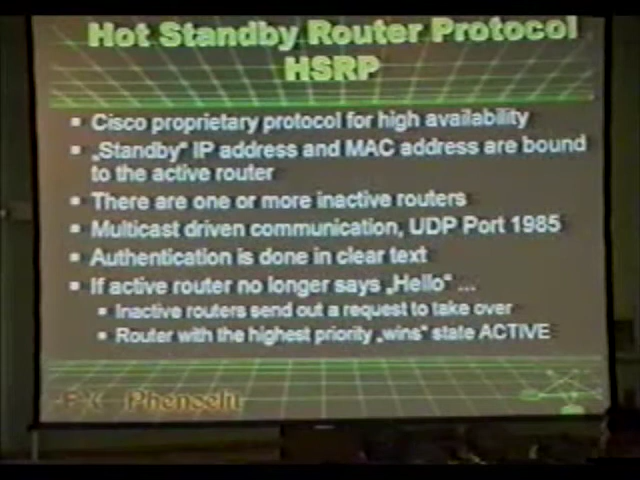 Hot Standby Router Protocol
HSRP
Cisco proprietary protocol for high availability
„Standby“ IP address and MAC address are bound
to the active router
There are one or more inactive routers
Multicast driven communication, UDP Port 1985
Authentication is done in clear text
If active router no longer says „Hello“ ...
Inactive routers send out a request to take over
Router with the highest priority „wins“ state ACTIVE